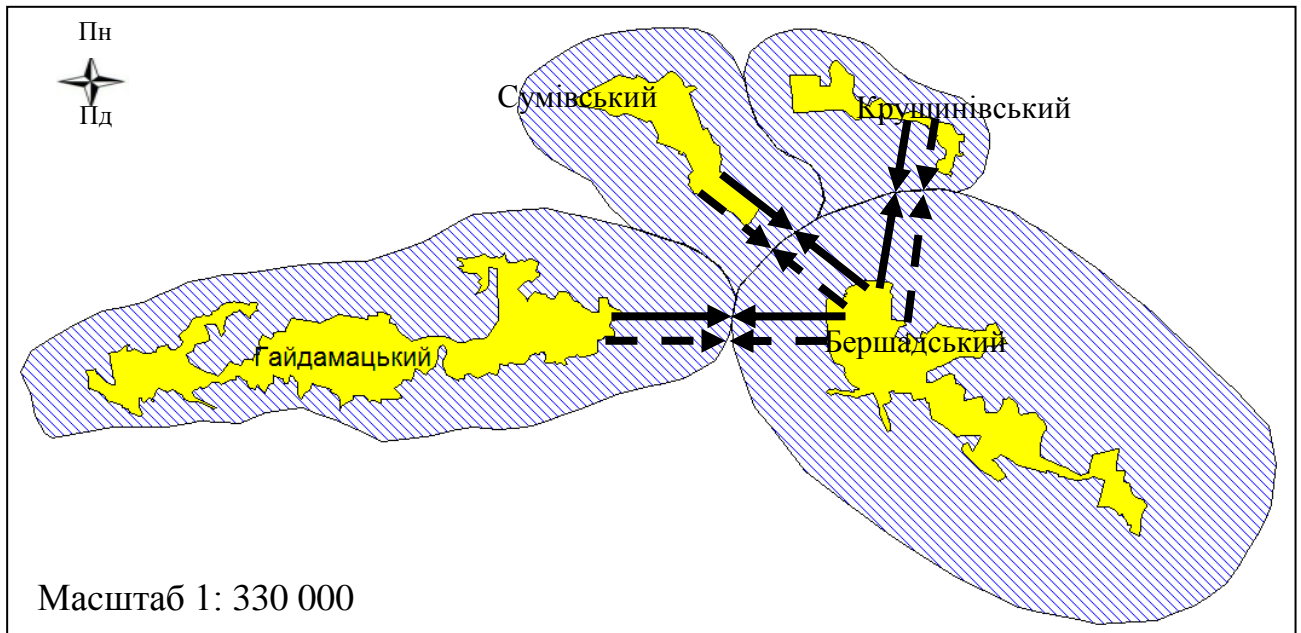 Пн
Пд
Сумівський
Крушинівський
Гайдамацький
Бершадський
Масштаб 1: 330 000